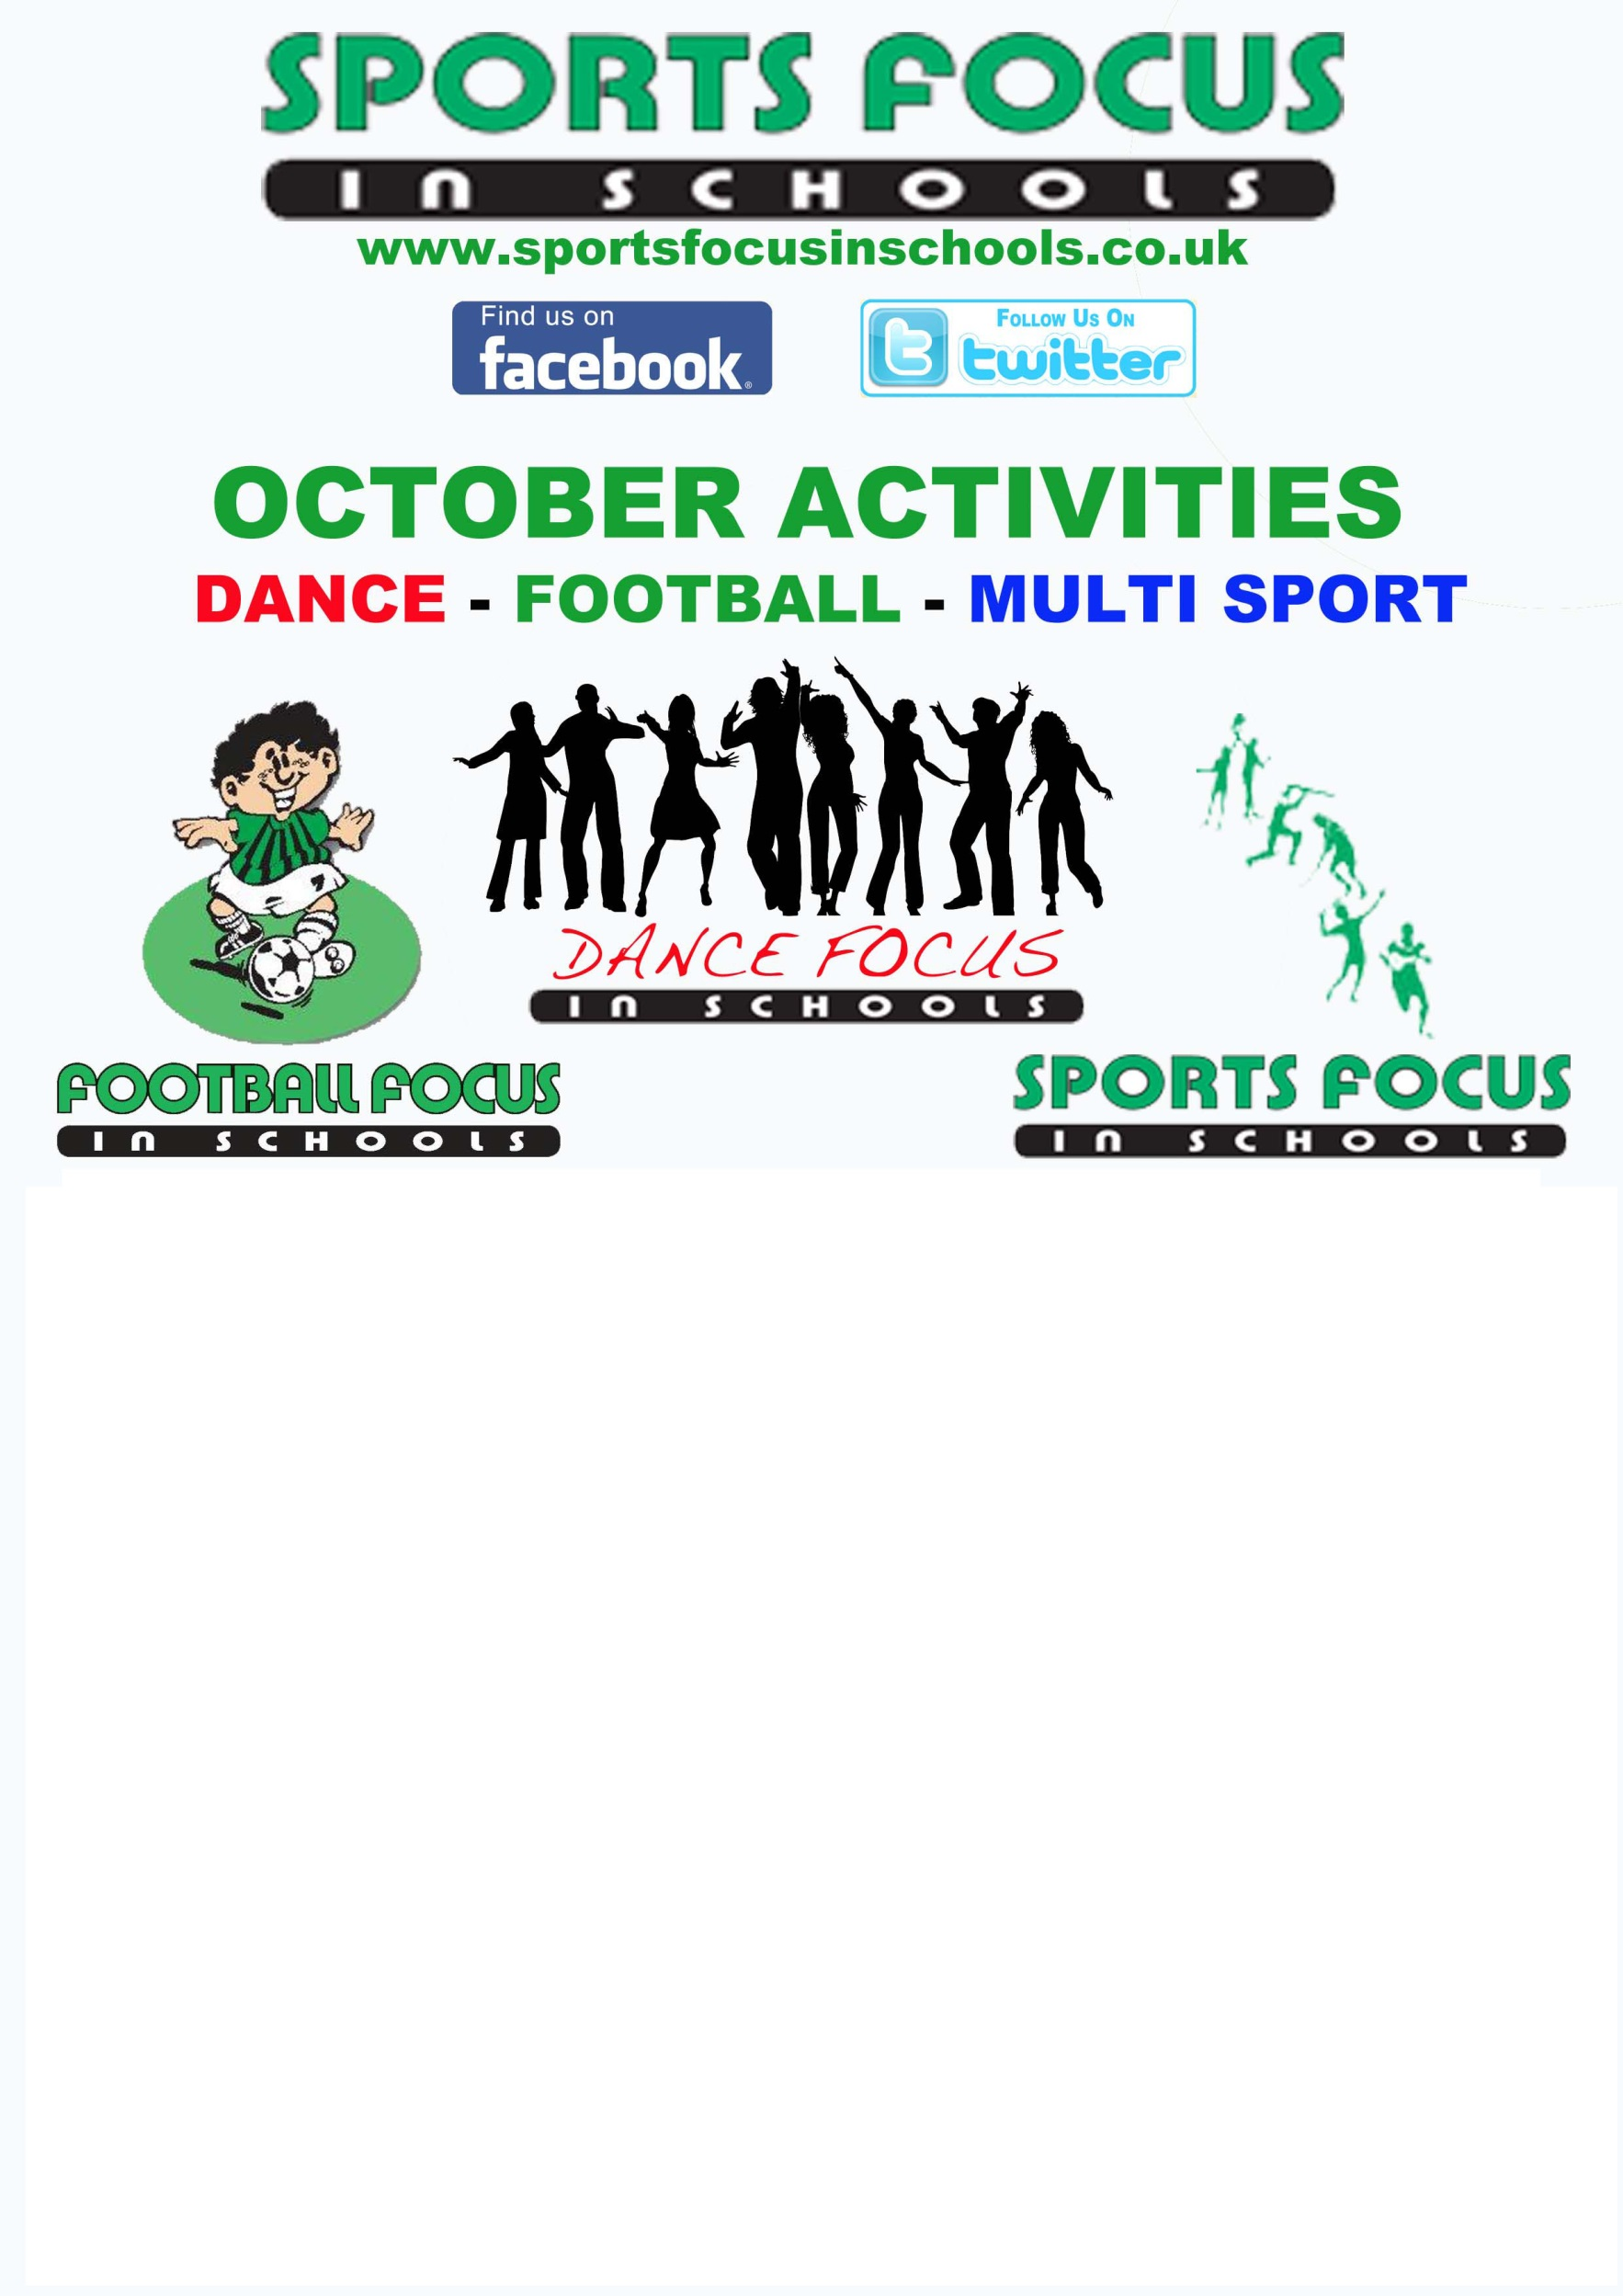 SPORTS FOCUS
IN SCHOOLS
www.sportsfocusinschools.co.uk
Find us on
facebook®
FOLLOW US ON
t twitter
OCTOBER ACTIVITIES
DANCE - FOOTBALL - MULTI SPORT
7
DANCE FOCUS
IN SCHOOLS
FOOTBALL FOCUS
IN SCHOOLS
SPORTS FOCUS
IN SCHOOLS